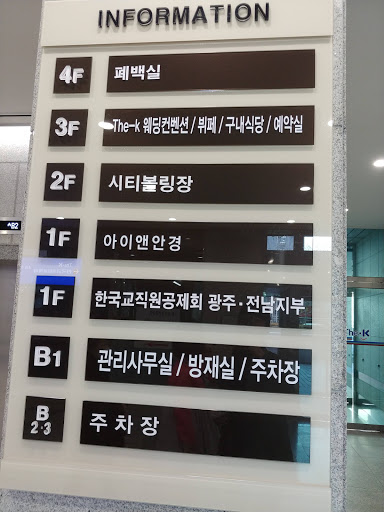 INFORMATION
4F 폐백실
3F The-k 웨딩컨벤션 / 뷔페 / 구내식당 / 예약실
2F 시티볼링장
1F 아이앤안경
1F 한국교직원공제회 광주·전남지부
B1 관리사무실 / 방재실 / 주차장
B 2·3 주차장
B2
The-K